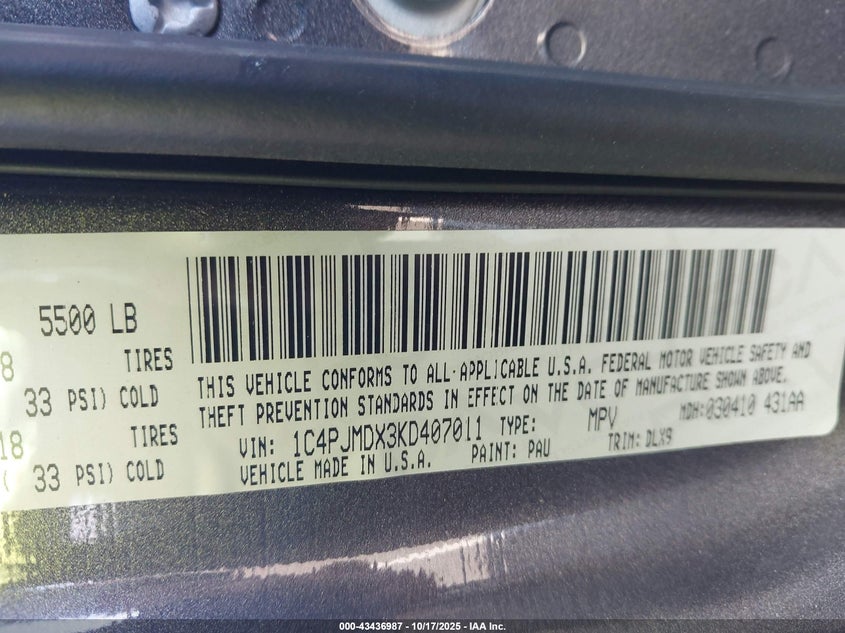 5500 LB
8 TIRES
33 PSI) COLD
18 TIRES
( 33 PSI) COLD
THIS VEHICLE CONFORMS TO ALL APPLICABLE U.S.A. FEDERAL MOTOR VEHICLE SAFETY AND
THEFT PREVENTION STANDARDS IN EFFECT ON THE DATE OF MANUFACTURE SHOWN ABOVE.
VIN: 1C4PJMDX3KD407011 TYPE: MPV MDH:030410 431AA
VEHICLE MADE IN U.S.A. PAINT: PAU TRIM: DLX9
000-43436987 - 10/17/2025 - IAA Inc.